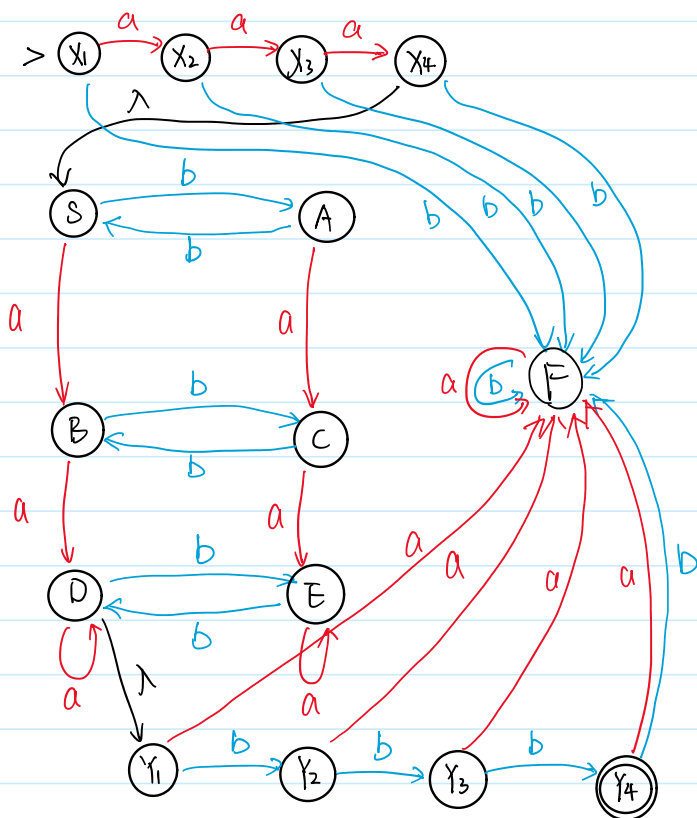 a a a
> X1 X2 X3 X4
λ
b
S A b b b b
b
a a
b a b F
B C
b
a a
b a a a a b
D E
b
a a λ
b b b
Y1 Y2 Y3 Y4